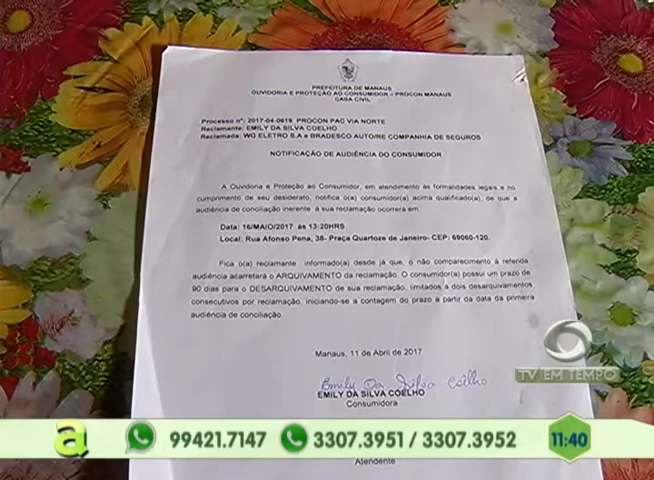 PREFEITURA DE MANAUS
OUVIDORIA E PROTEÇÃO AO CONSUMIDOR – PROCON MANAUS
CASA CIVIL
Processo nº: 2017-04-0619 PROCON PAC VIA NORTE
Reclamante: EMILY DA SILVA COELHO
Reclamada: WG ELETRO S.A e BRADESCO AUTO/RE COMPANHIA DE SEGUROS
NOTIFICAÇÃO DE AUDIÊNCIA DO CONSUMIDOR
A Ouvidoria e Proteção ao Consumidor, em atendimento às formalidades legais e no
cumprimento de seu desiderato, notifica o(a) consumidor(a) acima qualificado(a), de que a
audiência de conciliação inerente à sua reclamação ocorrerá em:
Data: 16/MAIO/2017 às 13:20HRS
Local: Rua Afonso Pena, 38- Praça Quartoze de Janeiro- CEP: 69060-120.
Fica o(a) reclamante informado(a) desde já que, o não comparecimento à referida
audiência acarretará o ARQUIVAMENTO da reclamação. O consumidor(a) possui um prazo de
90 dias para o DESARQUIVAMENTO de sua reclamação, limitados a dois desarquivamentos
consecutivos por reclamação, iniciando-se a contagem do prazo a partir da data da primeira
audiência de conciliação.
Manaus, 11 de Abril de 2017
Emily Da Silva Coêlho
EMILY DA SILVA COELHO
Consumidora
TV EM TEMPO
a 99421.7147 3307.3951 / 3307.3952 11:40
Atendente